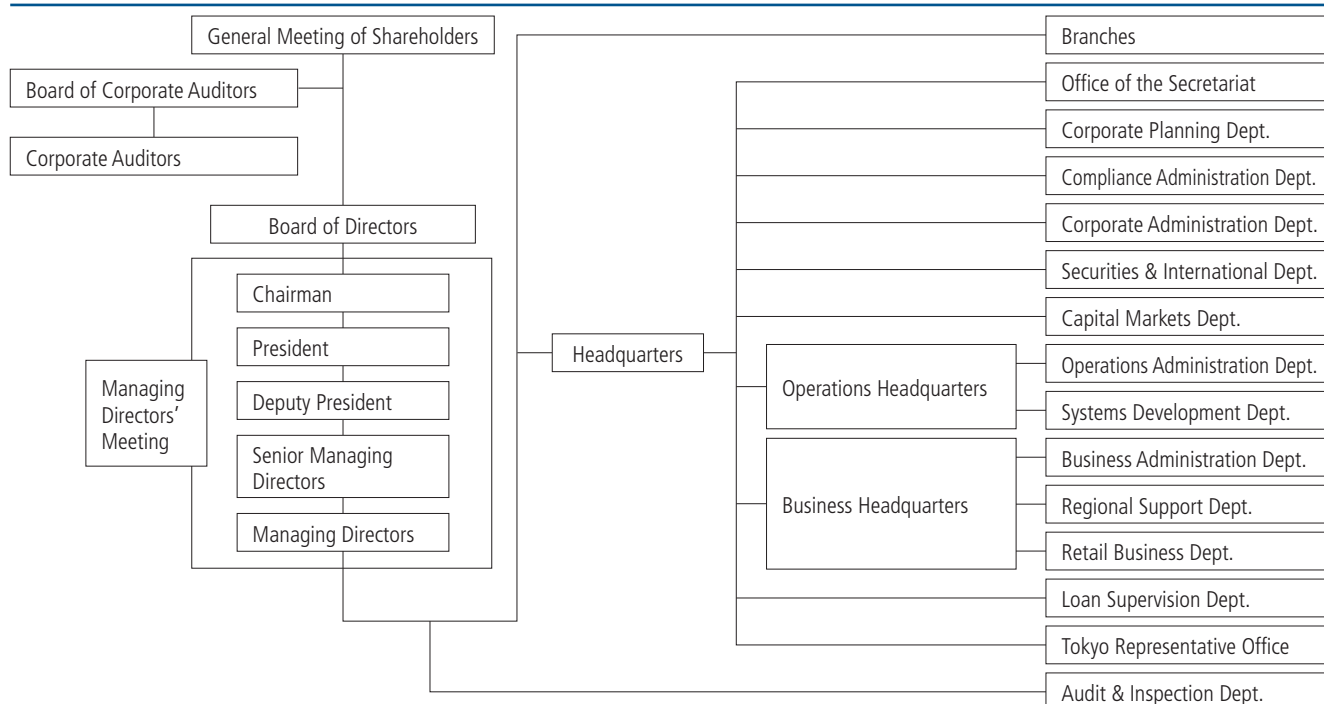 General Meeting of Shareholders
Board of Corporate Auditors
Corporate Auditors
Board of Directors
Chairman
President
Deputy President
Senior Managing
Directors
Managing Directors
Managing
Directors’
Meeting
Headquarters
Operations Headquarters
Business Headquarters
Branches
Office of the Secretariat
Corporate Planning Dept.
Compliance Administration Dept.
Corporate Administration Dept.
Securities & International Dept.
Capital Markets Dept.
Operations Administration Dept.
Systems Development Dept.
Business Administration Dept.
Regional Support Dept.
Retail Business Dept.
Loan Supervision Dept.
Tokyo Representative Office
Audit & Inspection Dept.